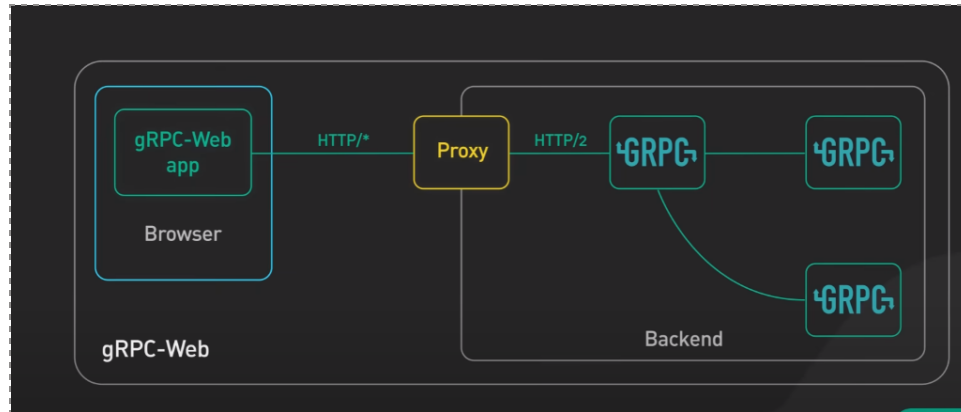 gRPC-Web
app
Browser
HTTP/*
Proxy
HTTP/2
GRPC
GRPC
GRPC
Backend
gRPC-Web